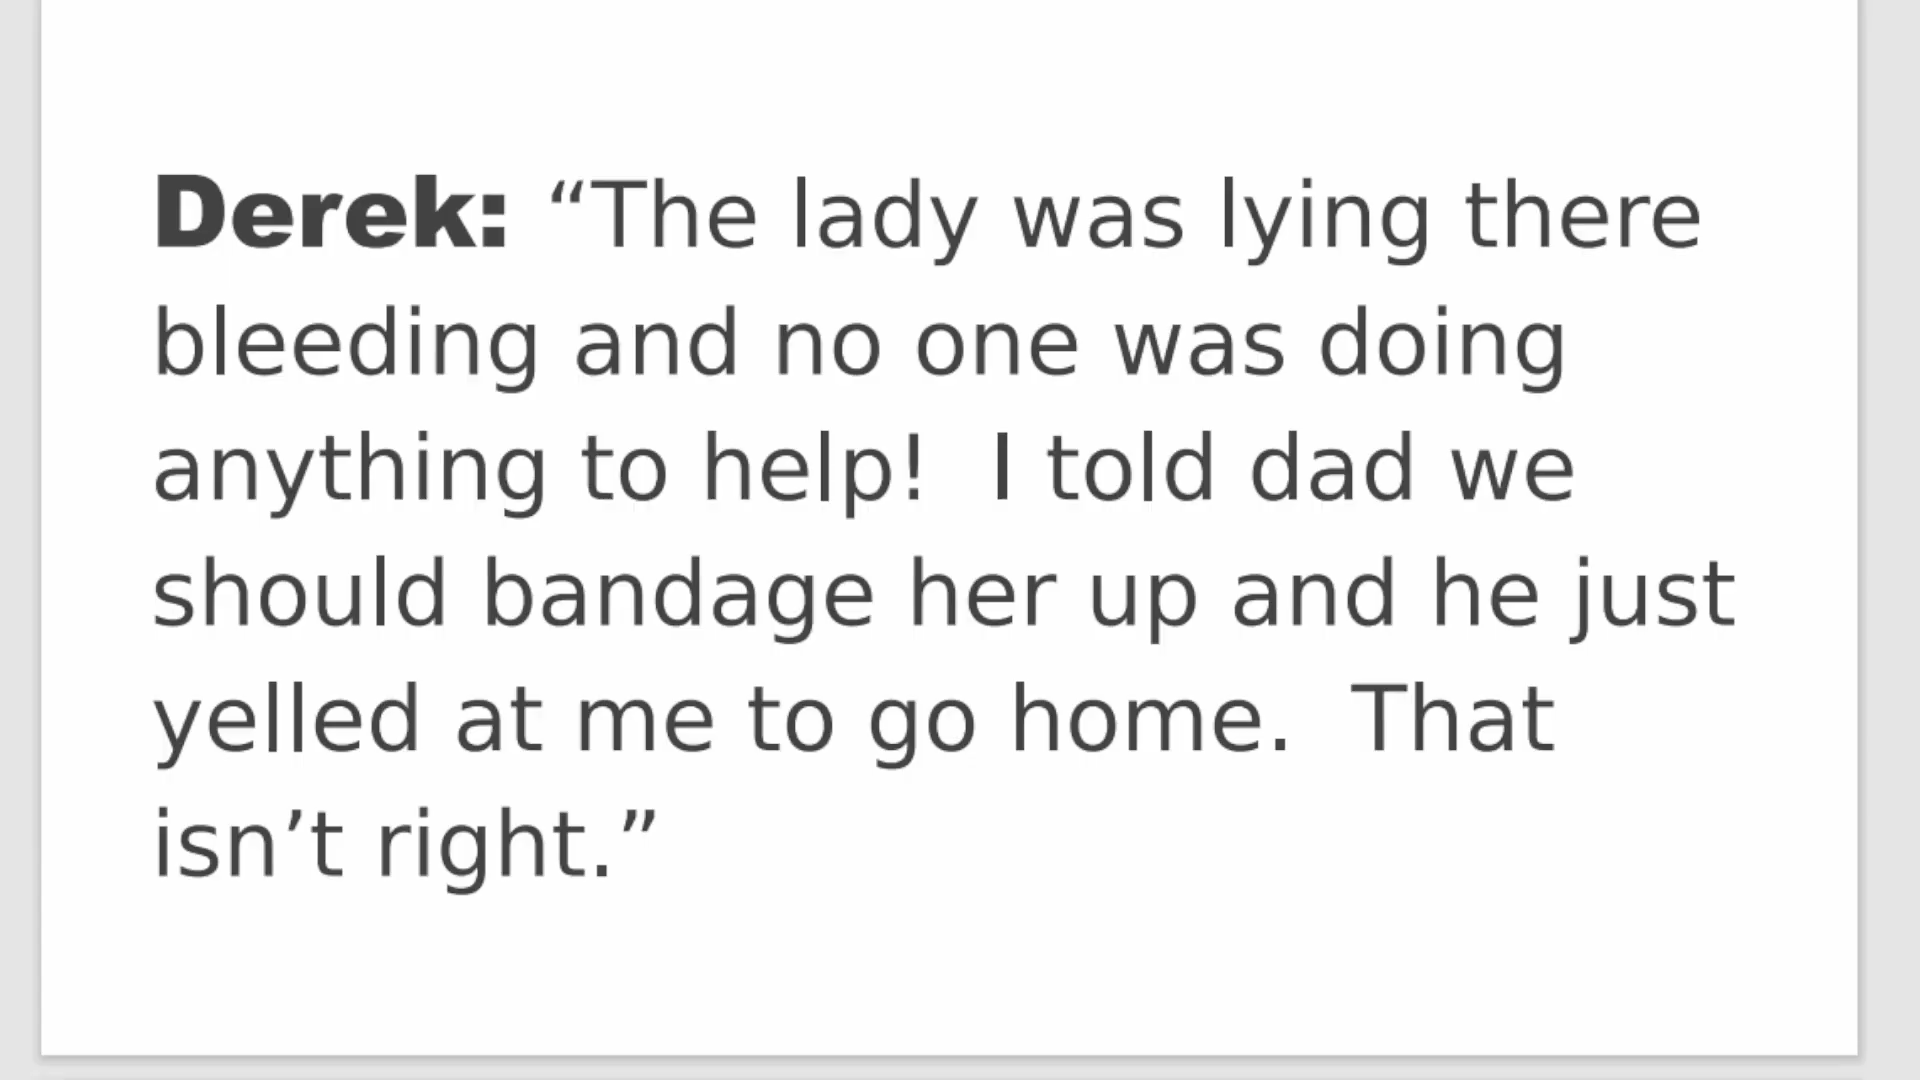 Derek: “The lady was lying there
bleeding and no one was doing
anything to help!  I told dad we
should bandage her up and he just
yelled at me to go home.  That
isn’t right.”